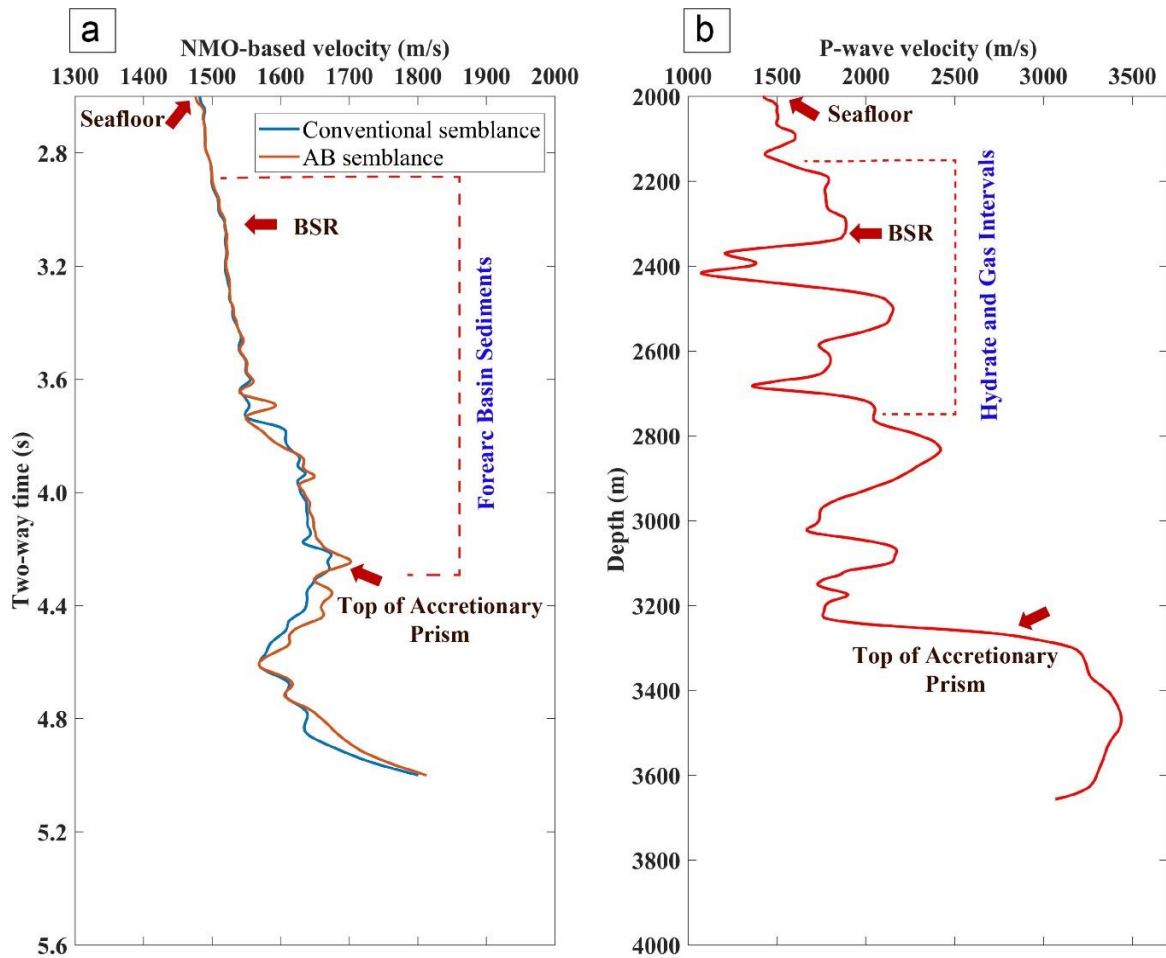 a
NMO-based velocity (m/s)
1300 1400 1500 1600 1700 1800 1900 2000
Seafloor
Conventional semblance
AB semblance
2.8
BSR
3.2
3.6
Forearc Basin Sediments
Two-way time (s)
4.0
4.4
Top of Accretionary
Prism
4.8
5.2
5.6
b
P-wave velocity (m/s)
1000 1500 2000 2500 3000 3500
2000
Seafloor
2200
BSR
2400
Hydrate and Gas Intervals
2600
2800
Depth (m)
3000
3200
Top of Accretionary
Prism
3400
3600
3800
4000